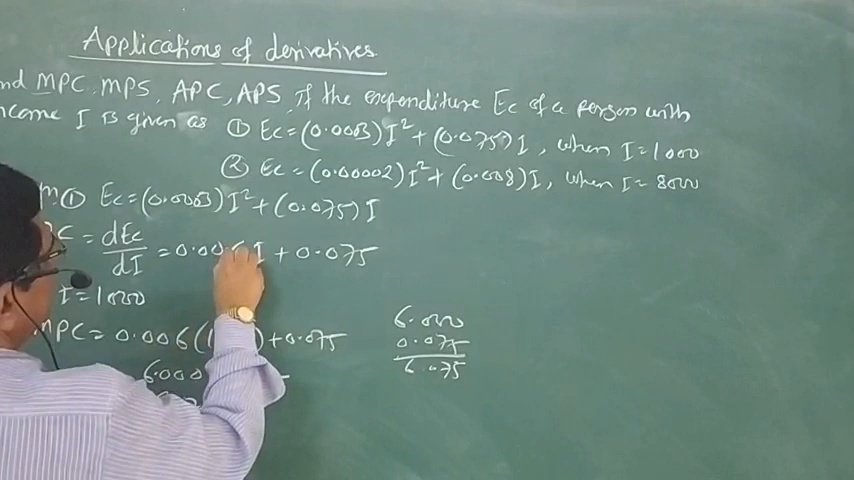 Applications of derivatives
nd MPC, MPS, APC, APS, if the expenditure Ec of a person with
ncome I is given as ① Ec = (0.0003)I² + (0.075)I, when I = 1000
② Ec = (0.00002)I² + (0.008)I, when I = 8000
① Ec = (0.0003)I² + (0.075)I
PC = dEc/dI = 0.00 I + 0.075
I = 1000
MPC = 0.006( ) + 0.075
6.000
0.075
6.075
6.000